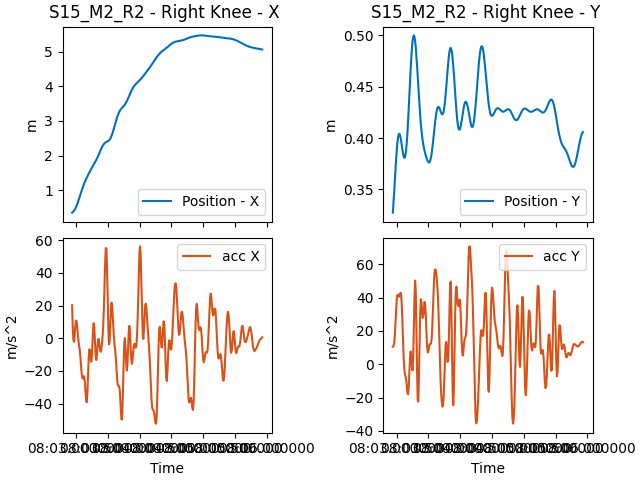 S15_M2_R2 - Right Knee - X
S15_M2_R2 - Right Knee - Y
5
4
3
2
1
m
Position - X
0.50
0.45
0.40
0.35
m
Position - Y
60
40
20
0
−20
−40
m/s^2
acc X
Time
60
40
20
0
−20
−40
m/s^2
acc Y
Time